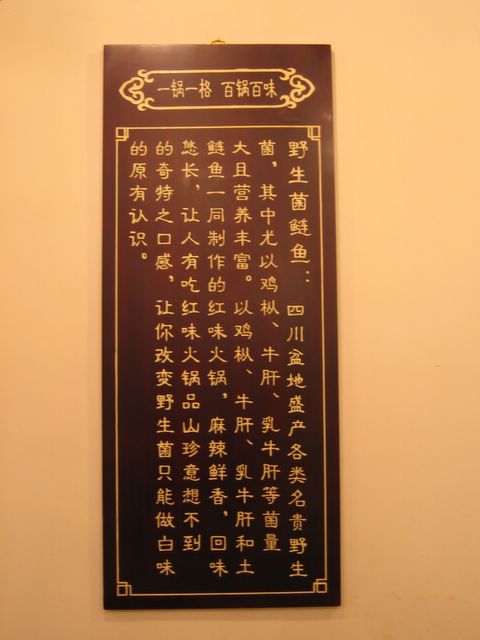 一锅一格 百锅百味
野生菌鲢鱼：四川盆地盛产各类名贵野生
菌，其中尤以鸡枞、牛肝、乳牛肝等菌量
大且营养丰富。以鸡枞、牛肝、乳牛肝和土
鲢鱼一同制作的红味火锅，麻辣鲜香，回味
悠长，让人有吃红味火锅品山珍意想不到
的奇特之口感，让你改变野生菌只能做白味
的原有认识。